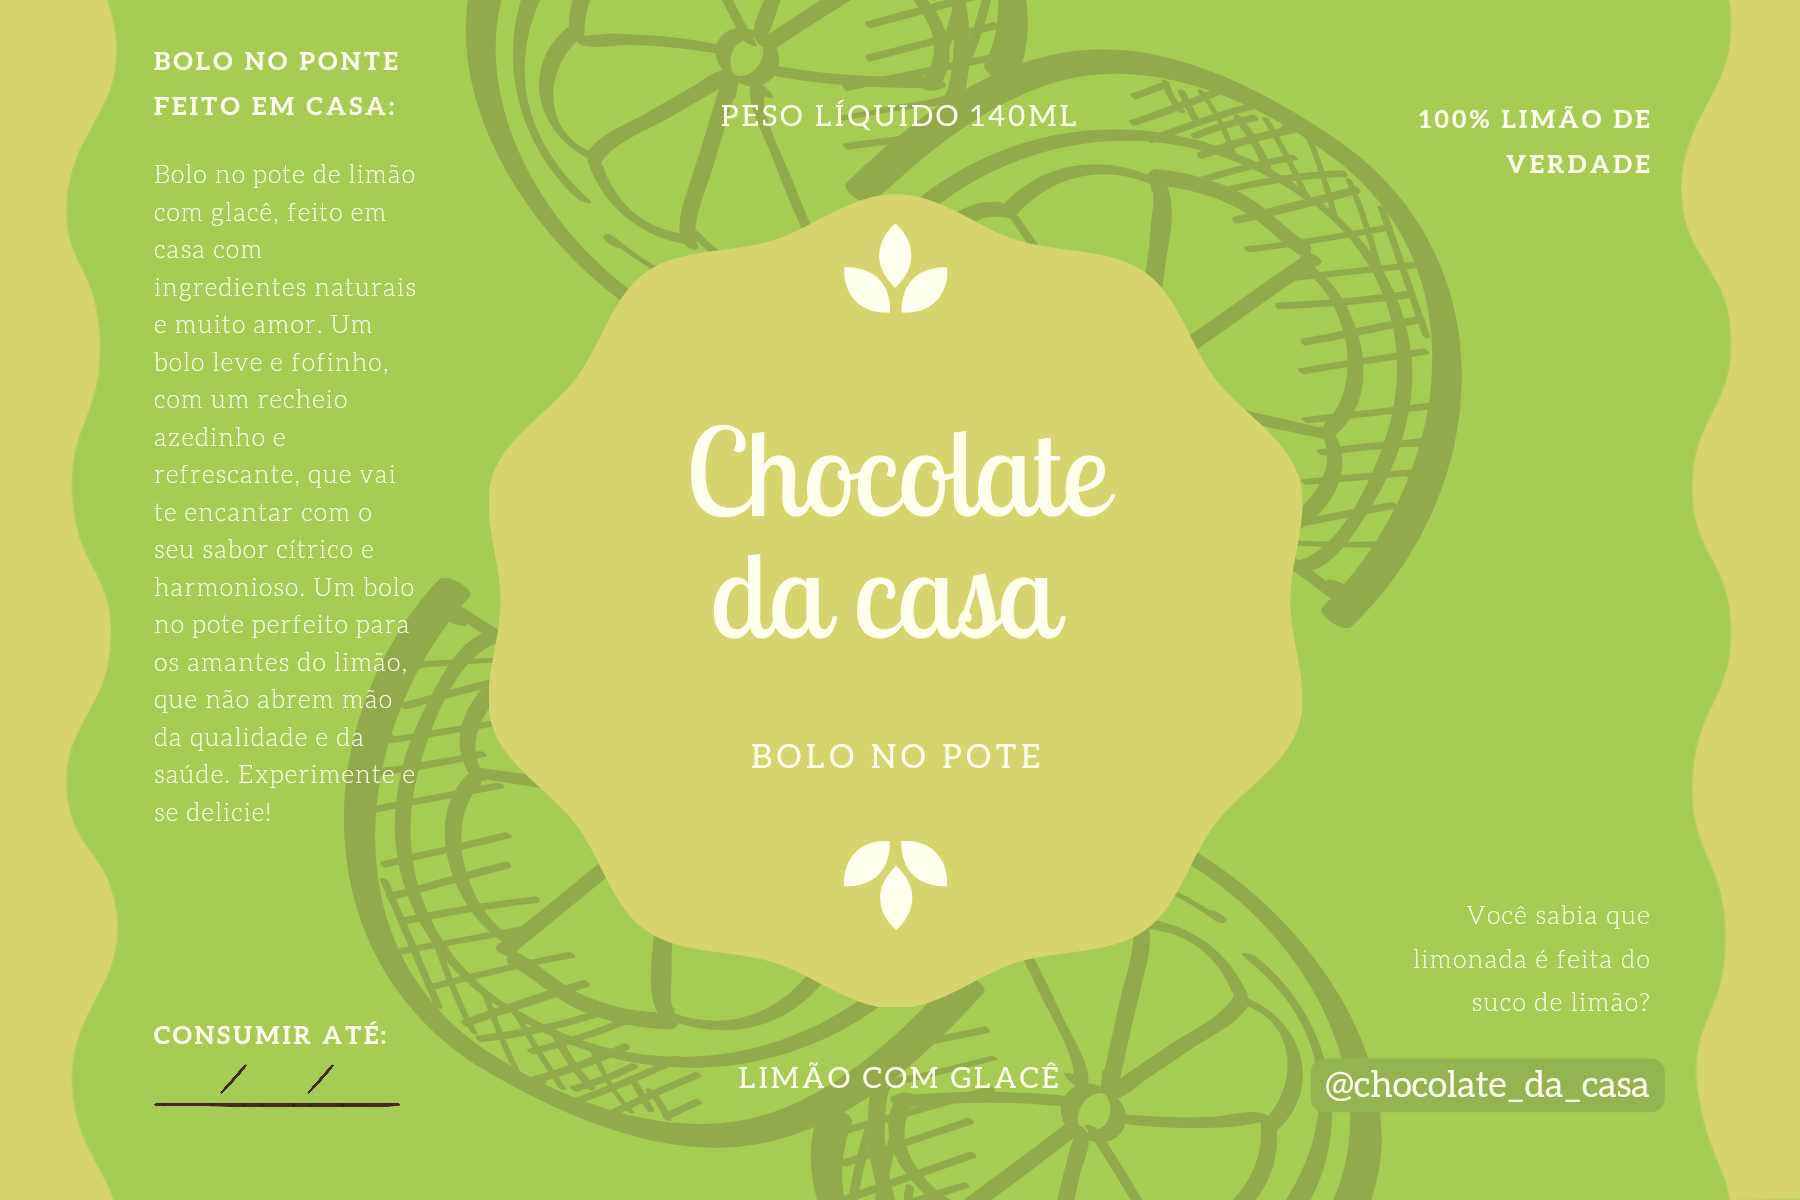 BOLO NO PONTE
FEITO EM CASA:
Bolo no pote de limão
com glacê, feito em
casa com
ingredientes naturais
e muito amor. Um
bolo leve e fofinho,
com um recheio
azedinho e
refrescante, que vai
te encantar com o
seu sabor cítrico e
harmonioso. Um bolo
no pote perfeito para
os amantes do limão,
que não abrem mão
da qualidade e da
saúde. Experimente e
se delicie!
CONSUMIR ATÉ:
/ /
PESO LÍQUIDO 140ML
Chocolate
da casa
BOLO NO POTE
LIMÃO COM GLACÊ
100% LIMÃO DE
VERDADE
Você sabia que
limonada é feita do
suco de limão?
@chocolate_da_casa